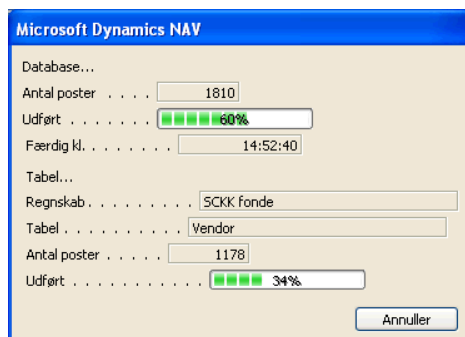 Microsoft Dynamics NAV
Database...
Antal poster . . . . 1810
Udført . . . . . . . 60%
Færdig kl. . . . . . . . 14:52:40
Tabel...
Regnskab . . . . . . . . . SCKK fonde
Tabel . . . . . . . . . . Vendor
Antal poster . . . . . 1178
Udført . . . . . . . . . . . 34%
Annuller